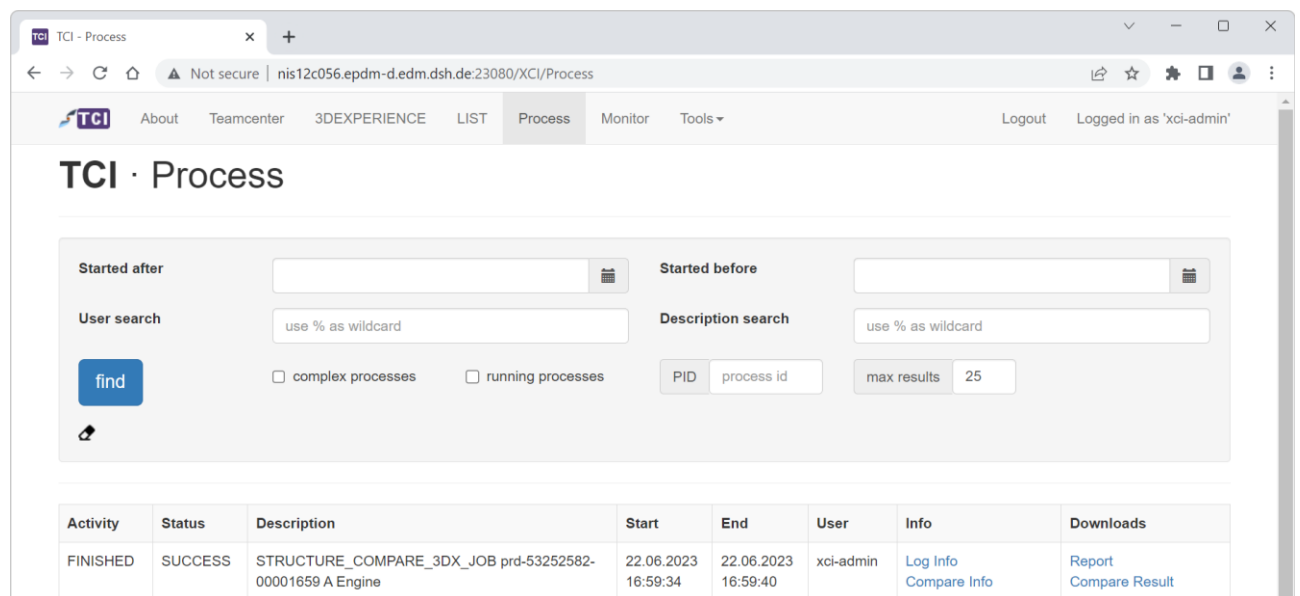 TCI TCI - Process
Not secure | nis12c056.epdm-d.edm.dsh.de:23080/XCI/Process
TCI About Teamcenter 3DEXPERIENCE LIST Process Monitor Tools Logout Logged in as 'xci-admin'
TCI · Process
Started after Started before
User search use % as wildcard Description search use % as wildcard
find complex processes running processes PID process id max results 25
Activity Status Description Start End User Info Downloads
FINISHED SUCCESS STRUCTURE_COMPARE_3DX_JOB prd-53252582- 22.06.2023 22.06.2023 xci-admin Log Info Report
00001659 A Engine 16:59:34 16:59:40 Compare Info Compare Result